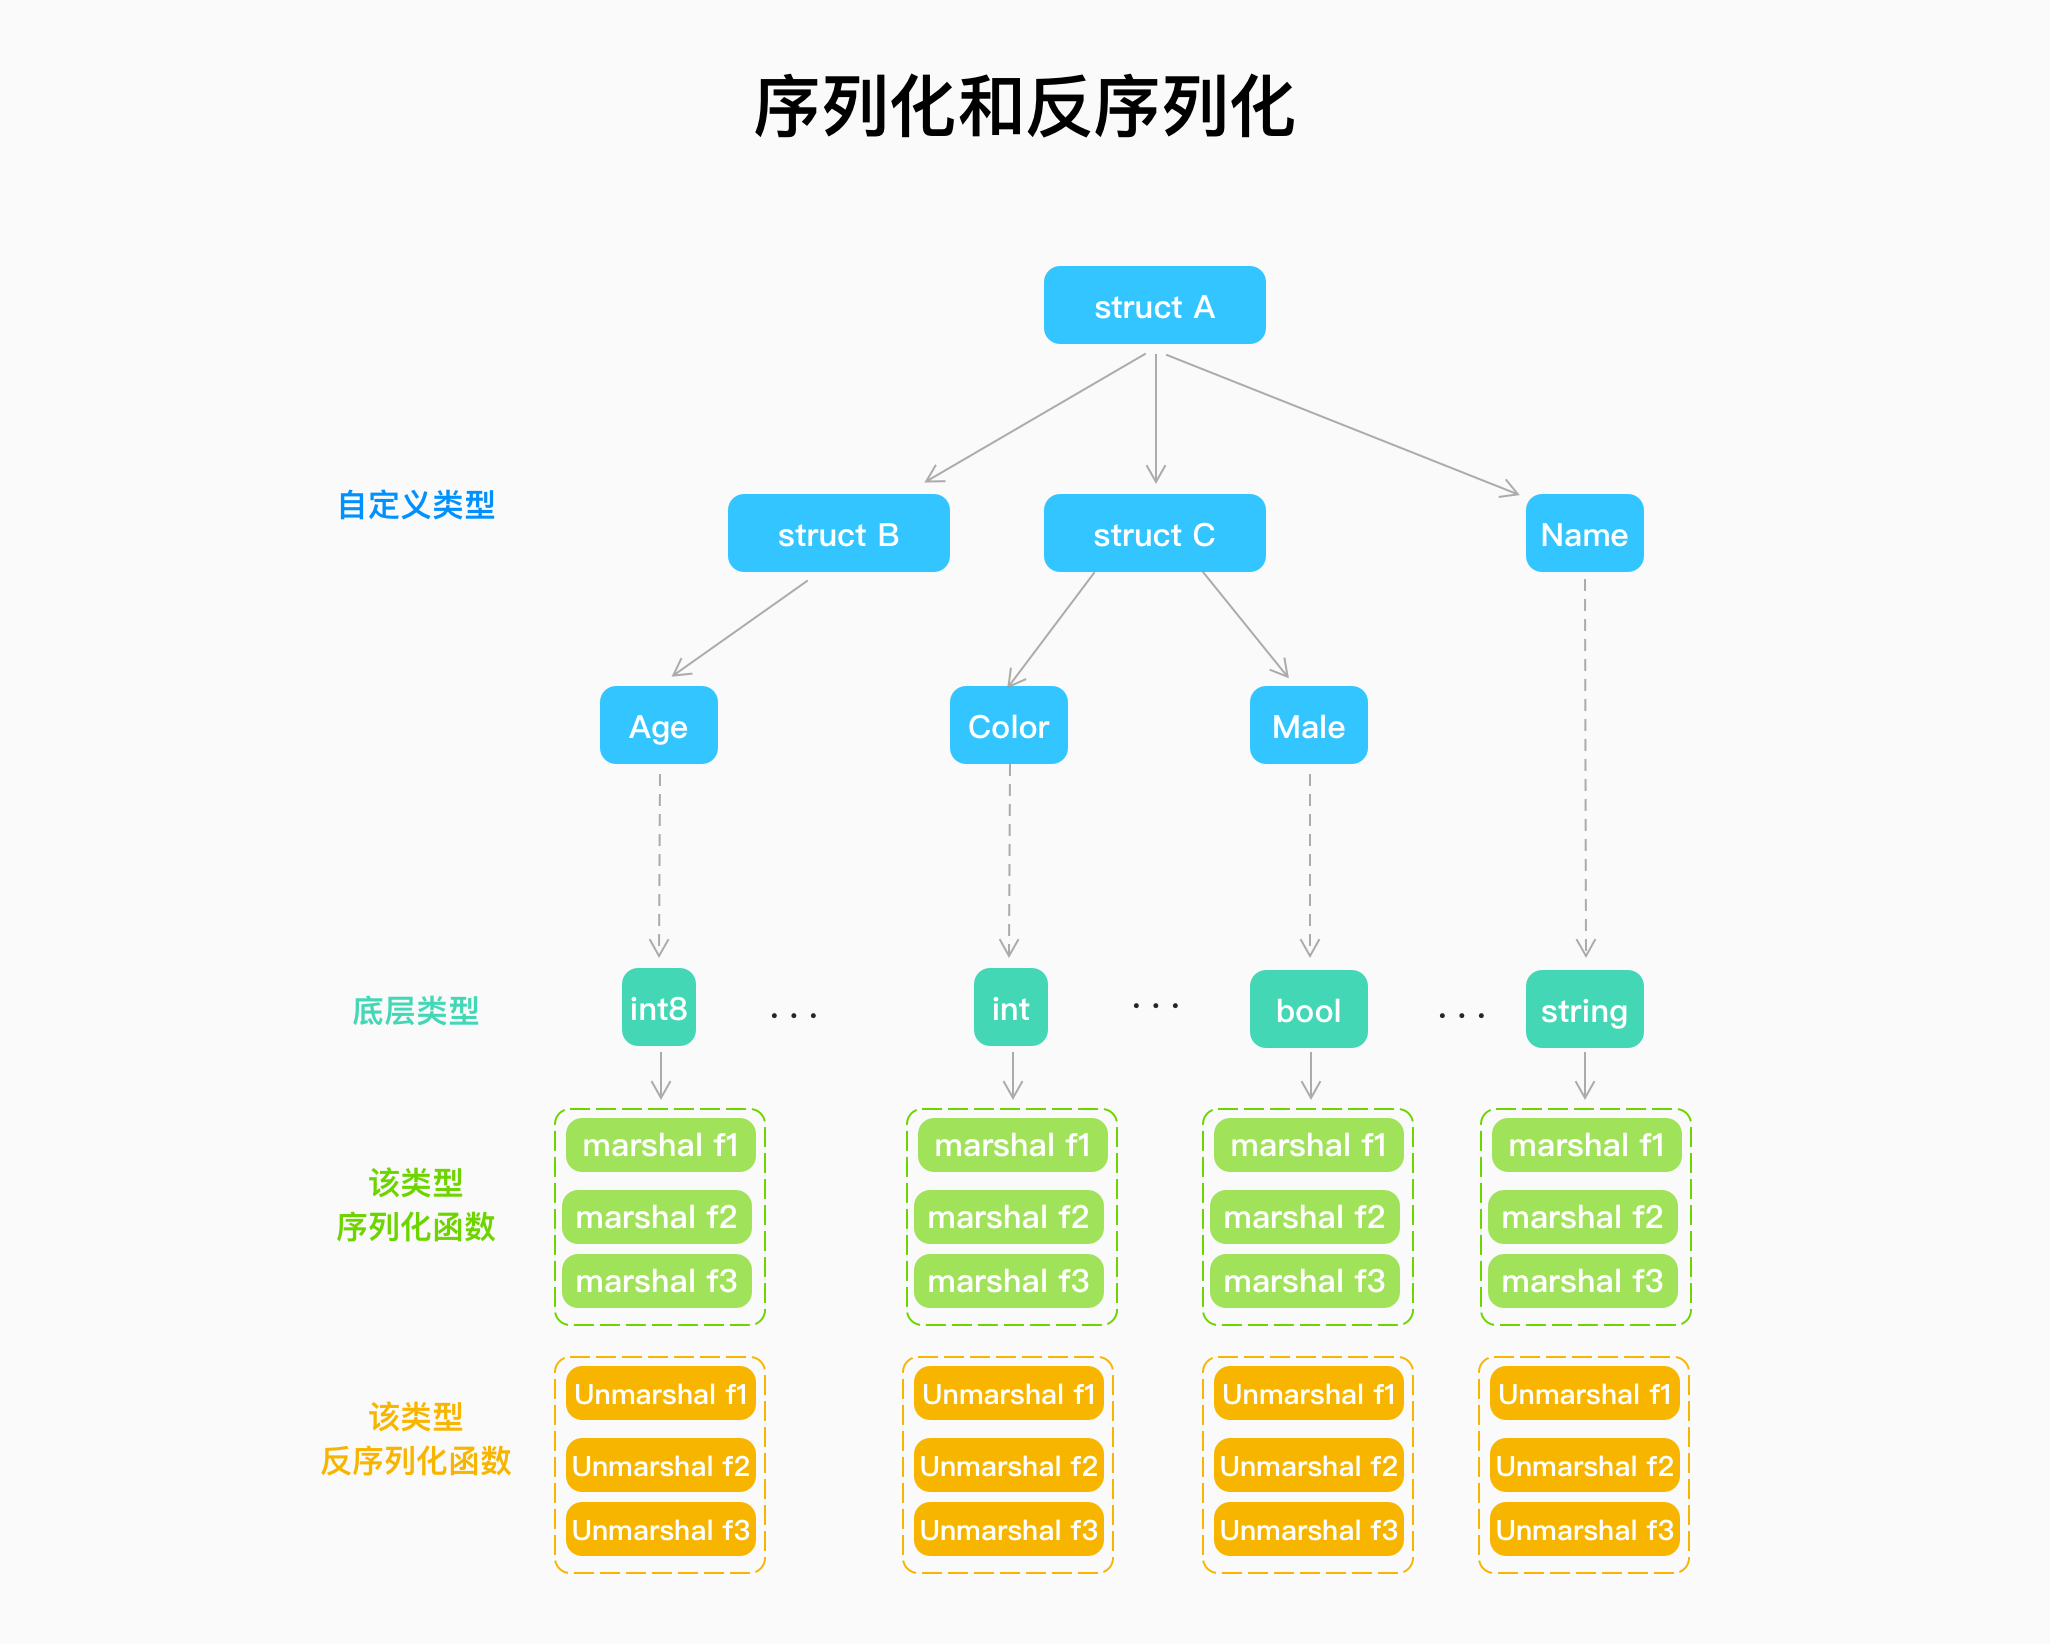 序列化和反序列化
struct A
自定义类型
struct B
struct C
Name
Age
Color
Male
底层类型
int8
...
int
...
bool
...
string
该类型
序列化函数
marshal f1
marshal f2
marshal f3
marshal f1
marshal f2
marshal f3
marshal f1
marshal f2
marshal f3
marshal f1
marshal f2
marshal f3
该类型
反序列化函数
Unmarshal f1
Unmarshal f2
Unmarshal f3
Unmarshal f1
Unmarshal f2
Unmarshal f3
Unmarshal f1
Unmarshal f2
Unmarshal f3
Unmarshal f1
Unmarshal f2
Unmarshal f3